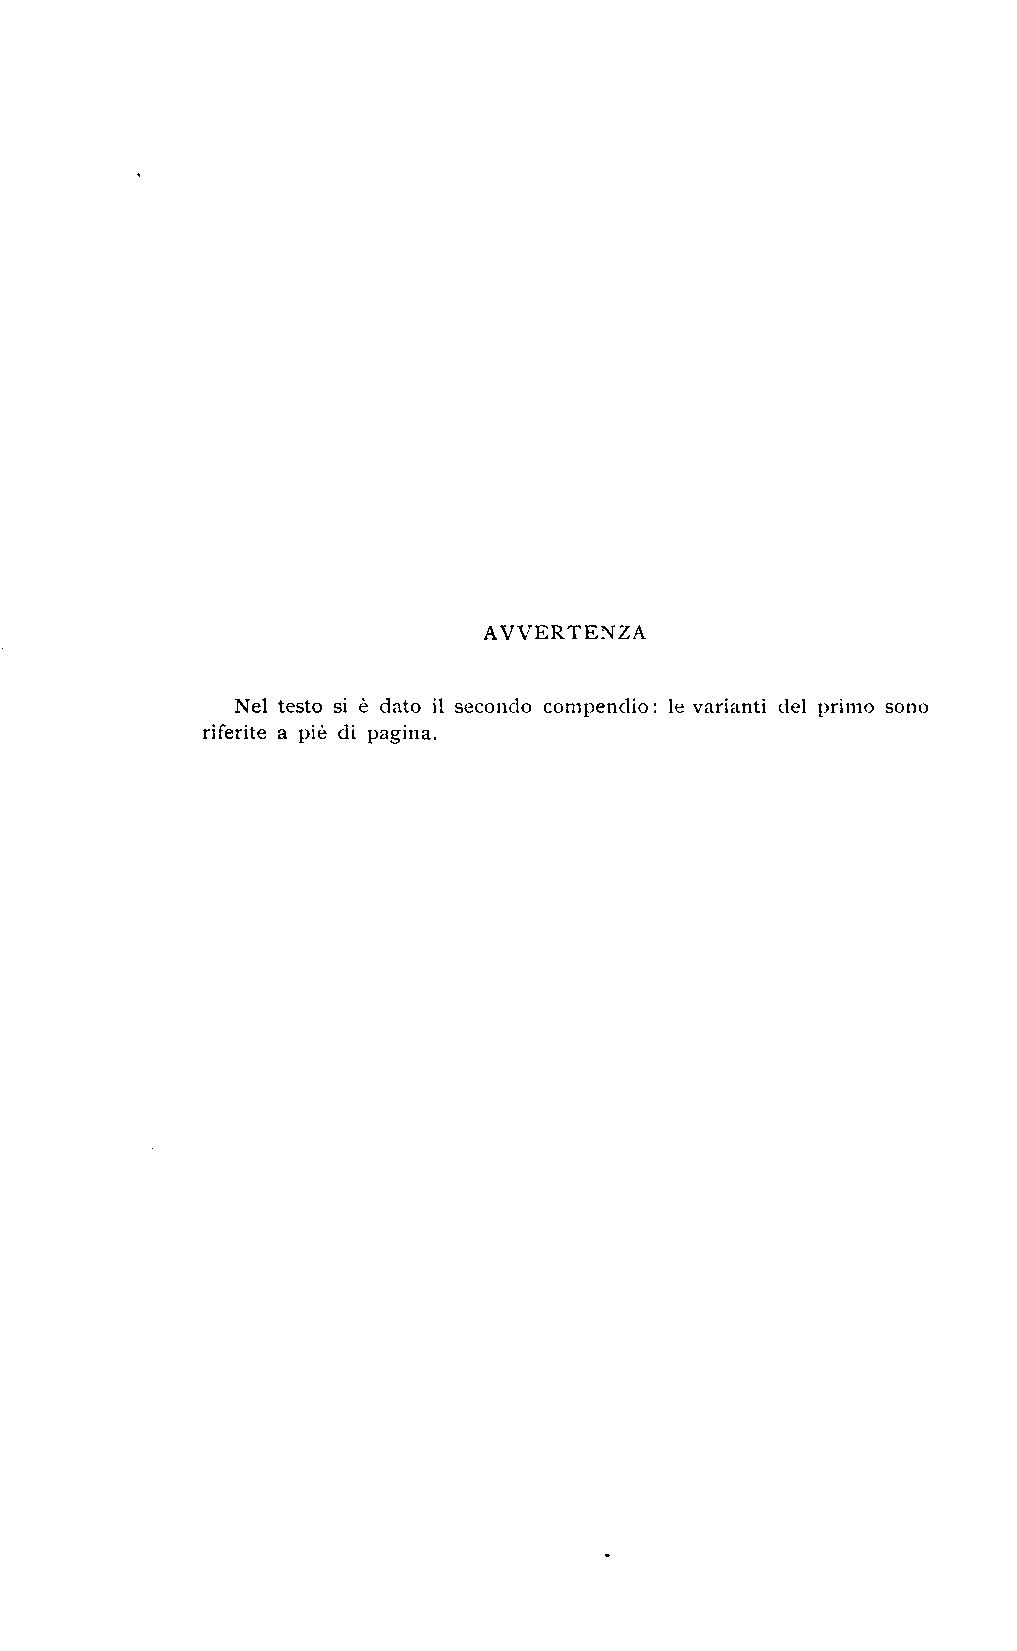 AVVERTENZA
Nel testo si è dato il secondo compendio: le varianti del primo sono
riferite a piè di pagina.